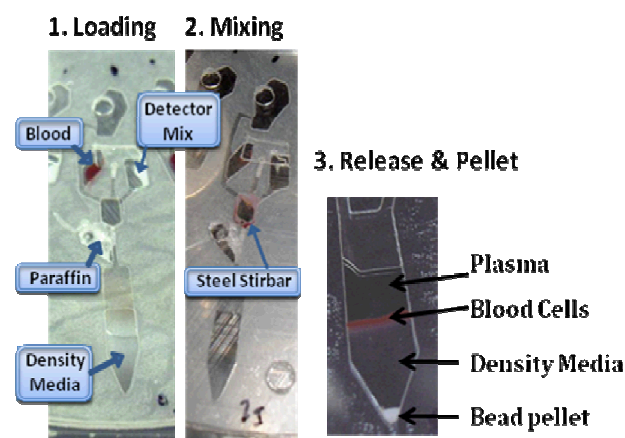 1. Loading
2. Mixing
Blood
Detector
Mix
Paraffin
Steel Stirbar
Density
Media
3. Release & Pellet
Plasma
Blood Cells
Density Media
Bead pellet